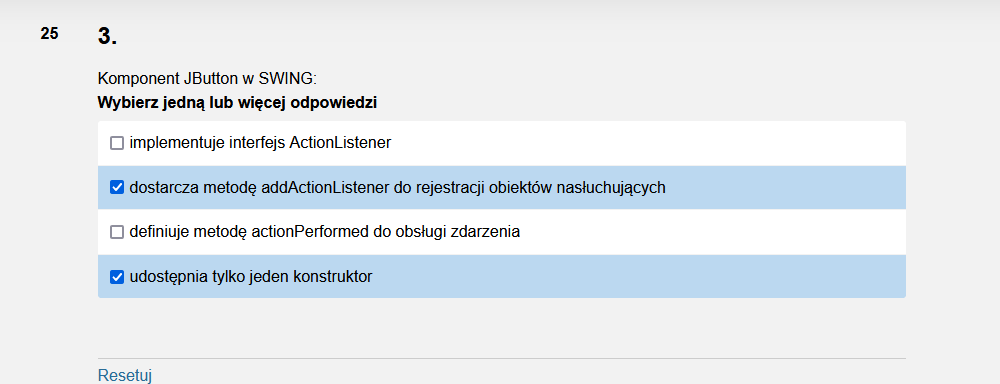 25
3.
Komponent JButton w SWING:
Wybierz jedną lub więcej odpowiedzi
implementuje interfejs ActionListener
dostarcza metodę addActionListener do rejestracji obiektów nasłuchujących
definiuje metodę actionPerformed do obsługi zdarzenia
udostępnia tylko jeden konstruktor
Resetuj